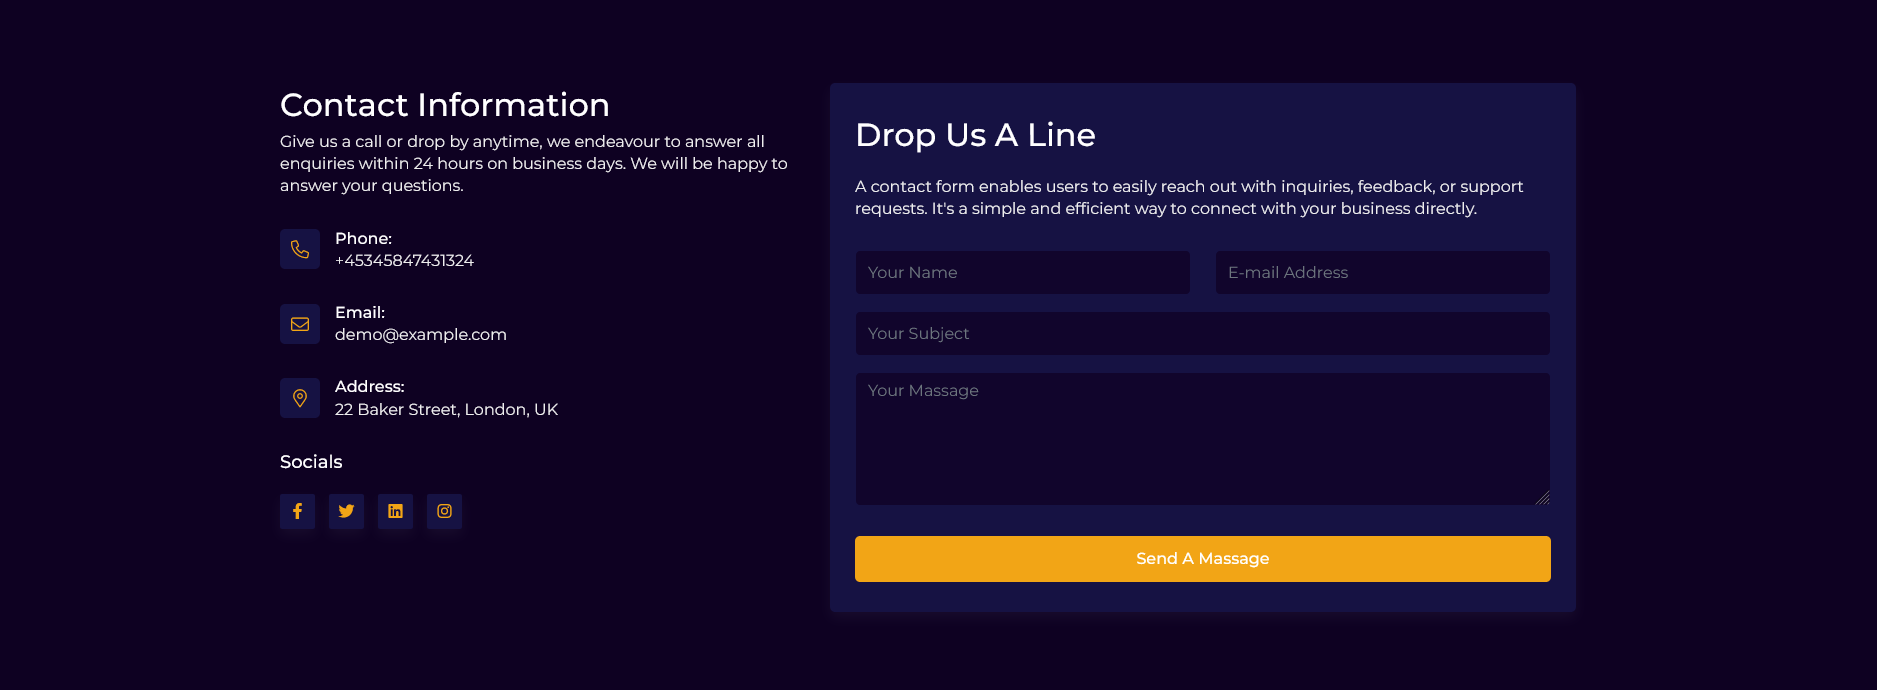 Contact Information
Give us a call or drop by anytime, we endeavour to answer all
enquiries within 24 hours on business days. We will be happy to
answer your questions.
Phone:
+45345847431324
Email:
demo@example.com
Address:
22 Baker Street, London, UK
Socials
Drop Us A Line
A contact form enables users to easily reach out with inquiries, feedback, or support
requests. It's a simple and efficient way to connect with your business directly.
Your Name
E-mail Address
Your Subject
Your Massage
Send A Massage